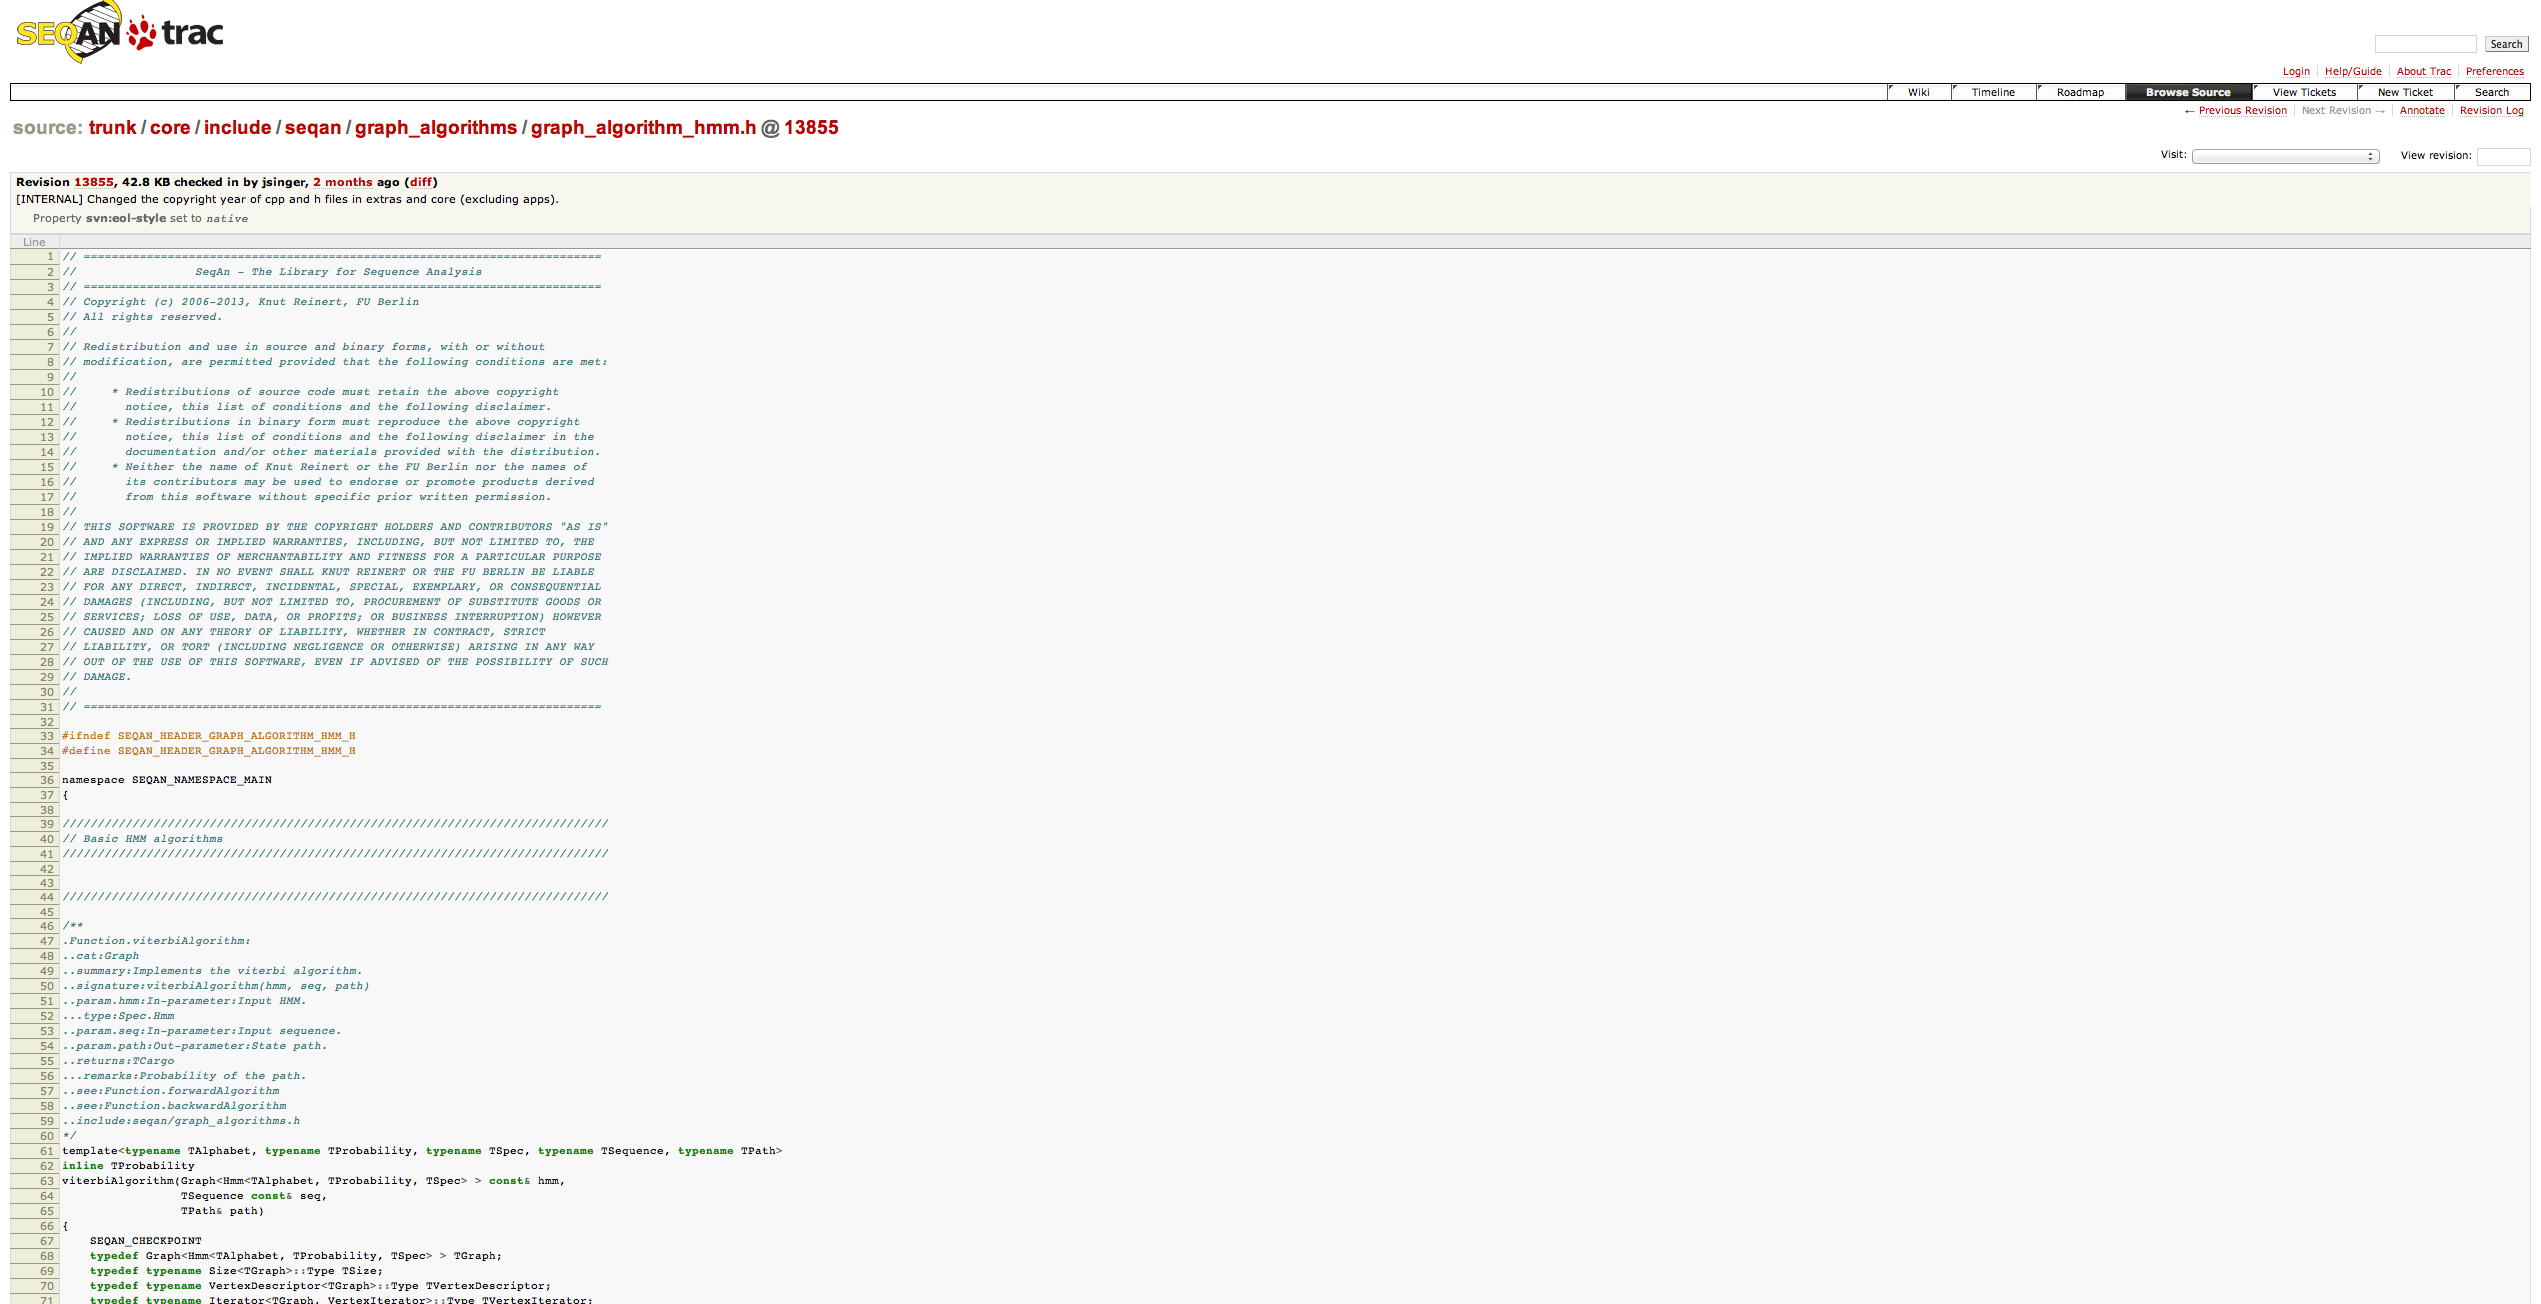 SEQAN trac
Search
Login Help/Guide About Trac Preferences
Wiki Timeline Roadmap Browse Source View Tickets New Ticket Search
← Previous Revision Next Revision → Annotate Revision Log
source: trunk / core / include / seqan / graph_algorithms / graph_algorithm_hmm.h @ 13855
Visit: View revision:
Revision 13855, 42.8 KB checked in by jsinger, 2 months ago (diff)
[INTERNAL] Changed the copyright year of cpp and h files in extras and core (excluding apps).
Property svn:eol-style set to native
Line
1 // ==========================================================================
2 //                 SeqAn - The Library for Sequence Analysis
3 // ==========================================================================
4 // Copyright (c) 2006-2013, Knut Reinert, FU Berlin
5 // All rights reserved.
6 //
7 // Redistribution and use in source and binary forms, with or without
8 // modification, are permitted provided that the following conditions are met:
9 //
10 //     * Redistributions of source code must retain the above copyright
11 //       notice, this list of conditions and the following disclaimer.
12 //     * Redistributions in binary form must reproduce the above copyright
13 //       notice, this list of conditions and the following disclaimer in the
14 //       documentation and/or other materials provided with the distribution.
15 //     * Neither the name of Knut Reinert or the FU Berlin nor the names of
16 //       its contributors may be used to endorse or promote products derived
17 //       from this software without specific prior written permission.
18 //
19 // THIS SOFTWARE IS PROVIDED BY THE COPYRIGHT HOLDERS AND CONTRIBUTORS "AS IS"
20 // AND ANY EXPRESS OR IMPLIED WARRANTIES, INCLUDING, BUT NOT LIMITED TO, THE
21 // IMPLIED WARRANTIES OF MERCHANTABILITY AND FITNESS FOR A PARTICULAR PURPOSE
22 // ARE DISCLAIMED. IN NO EVENT SHALL KNUT REINERT OR THE FU BERLIN BE LIABLE
23 // FOR ANY DIRECT, INDIRECT, INCIDENTAL, SPECIAL, EXEMPLARY, OR CONSEQUENTIAL
24 // DAMAGES (INCLUDING, BUT NOT LIMITED TO, PROCUREMENT OF SUBSTITUTE GOODS OR
25 // SERVICES; LOSS OF USE, DATA, OR PROFITS; OR BUSINESS INTERRUPTION) HOWEVER
26 // CAUSED AND ON ANY THEORY OF LIABILITY, WHETHER IN CONTRACT, STRICT
27 // LIABILITY, OR TORT (INCLUDING NEGLIGENCE OR OTHERWISE) ARISING IN ANY WAY
28 // OUT OF THE USE OF THIS SOFTWARE, EVEN IF ADVISED OF THE POSSIBILITY OF SUCH
29 // DAMAGE.
30 //
31 // ==========================================================================
32
33 #ifndef SEQAN_HEADER_GRAPH_ALGORITHM_HMM_H
34 #define SEQAN_HEADER_GRAPH_ALGORITHM_HMM_H
35
36 namespace SEQAN_NAMESPACE_MAIN
37 {
38
39 //////////////////////////////////////////////////////////////////////////////
40 // Basic HMM algorithms
41 //////////////////////////////////////////////////////////////////////////////
42
43
44 //////////////////////////////////////////////////////////////////////////////
45
46 /**
47 .Function.viterbiAlgorithm:
48 ..cat:Graph
49 ..summary:Implements the viterbi algorithm.
50 ..signature:viterbiAlgorithm(hmm, seq, path)
51 ..param.hmm:In-parameter:Input HMM.
52 ...type:Spec.Hmm
53 ..param.seq:In-parameter:Input sequence.
54 ..param.path:Out-parameter:State path.
55 ..returns:TCargo
56 ...remarks:Probability of the path.
57 ..see:Function.forwardAlgorithm
58 ..see:Function.backwardAlgorithm
59 ..include:seqan/graph_algorithms.h
60 */
61 template<typename TAlphabet, typename TProbability, typename TSpec, typename TSequence, typename TPath>
62 inline TProbability
63 viterbiAlgorithm(Graph<Hmm<TAlphabet, TProbability, TSpec> > const& hmm,
64                  TSequence const& seq,
65                  TPath& path)
66 {
67     SEQAN_CHECKPOINT
68     typedef Graph<Hmm<TAlphabet, TProbability, TSpec> > TGraph;
69     typedef typename Size<TGraph>::Type TSize;
70     typedef typename VertexDescriptor<TGraph>::Type TVertexDescriptor;
71     typedef typename Iterator<TGraph, VertexIterator>::Type TVertexIterator;